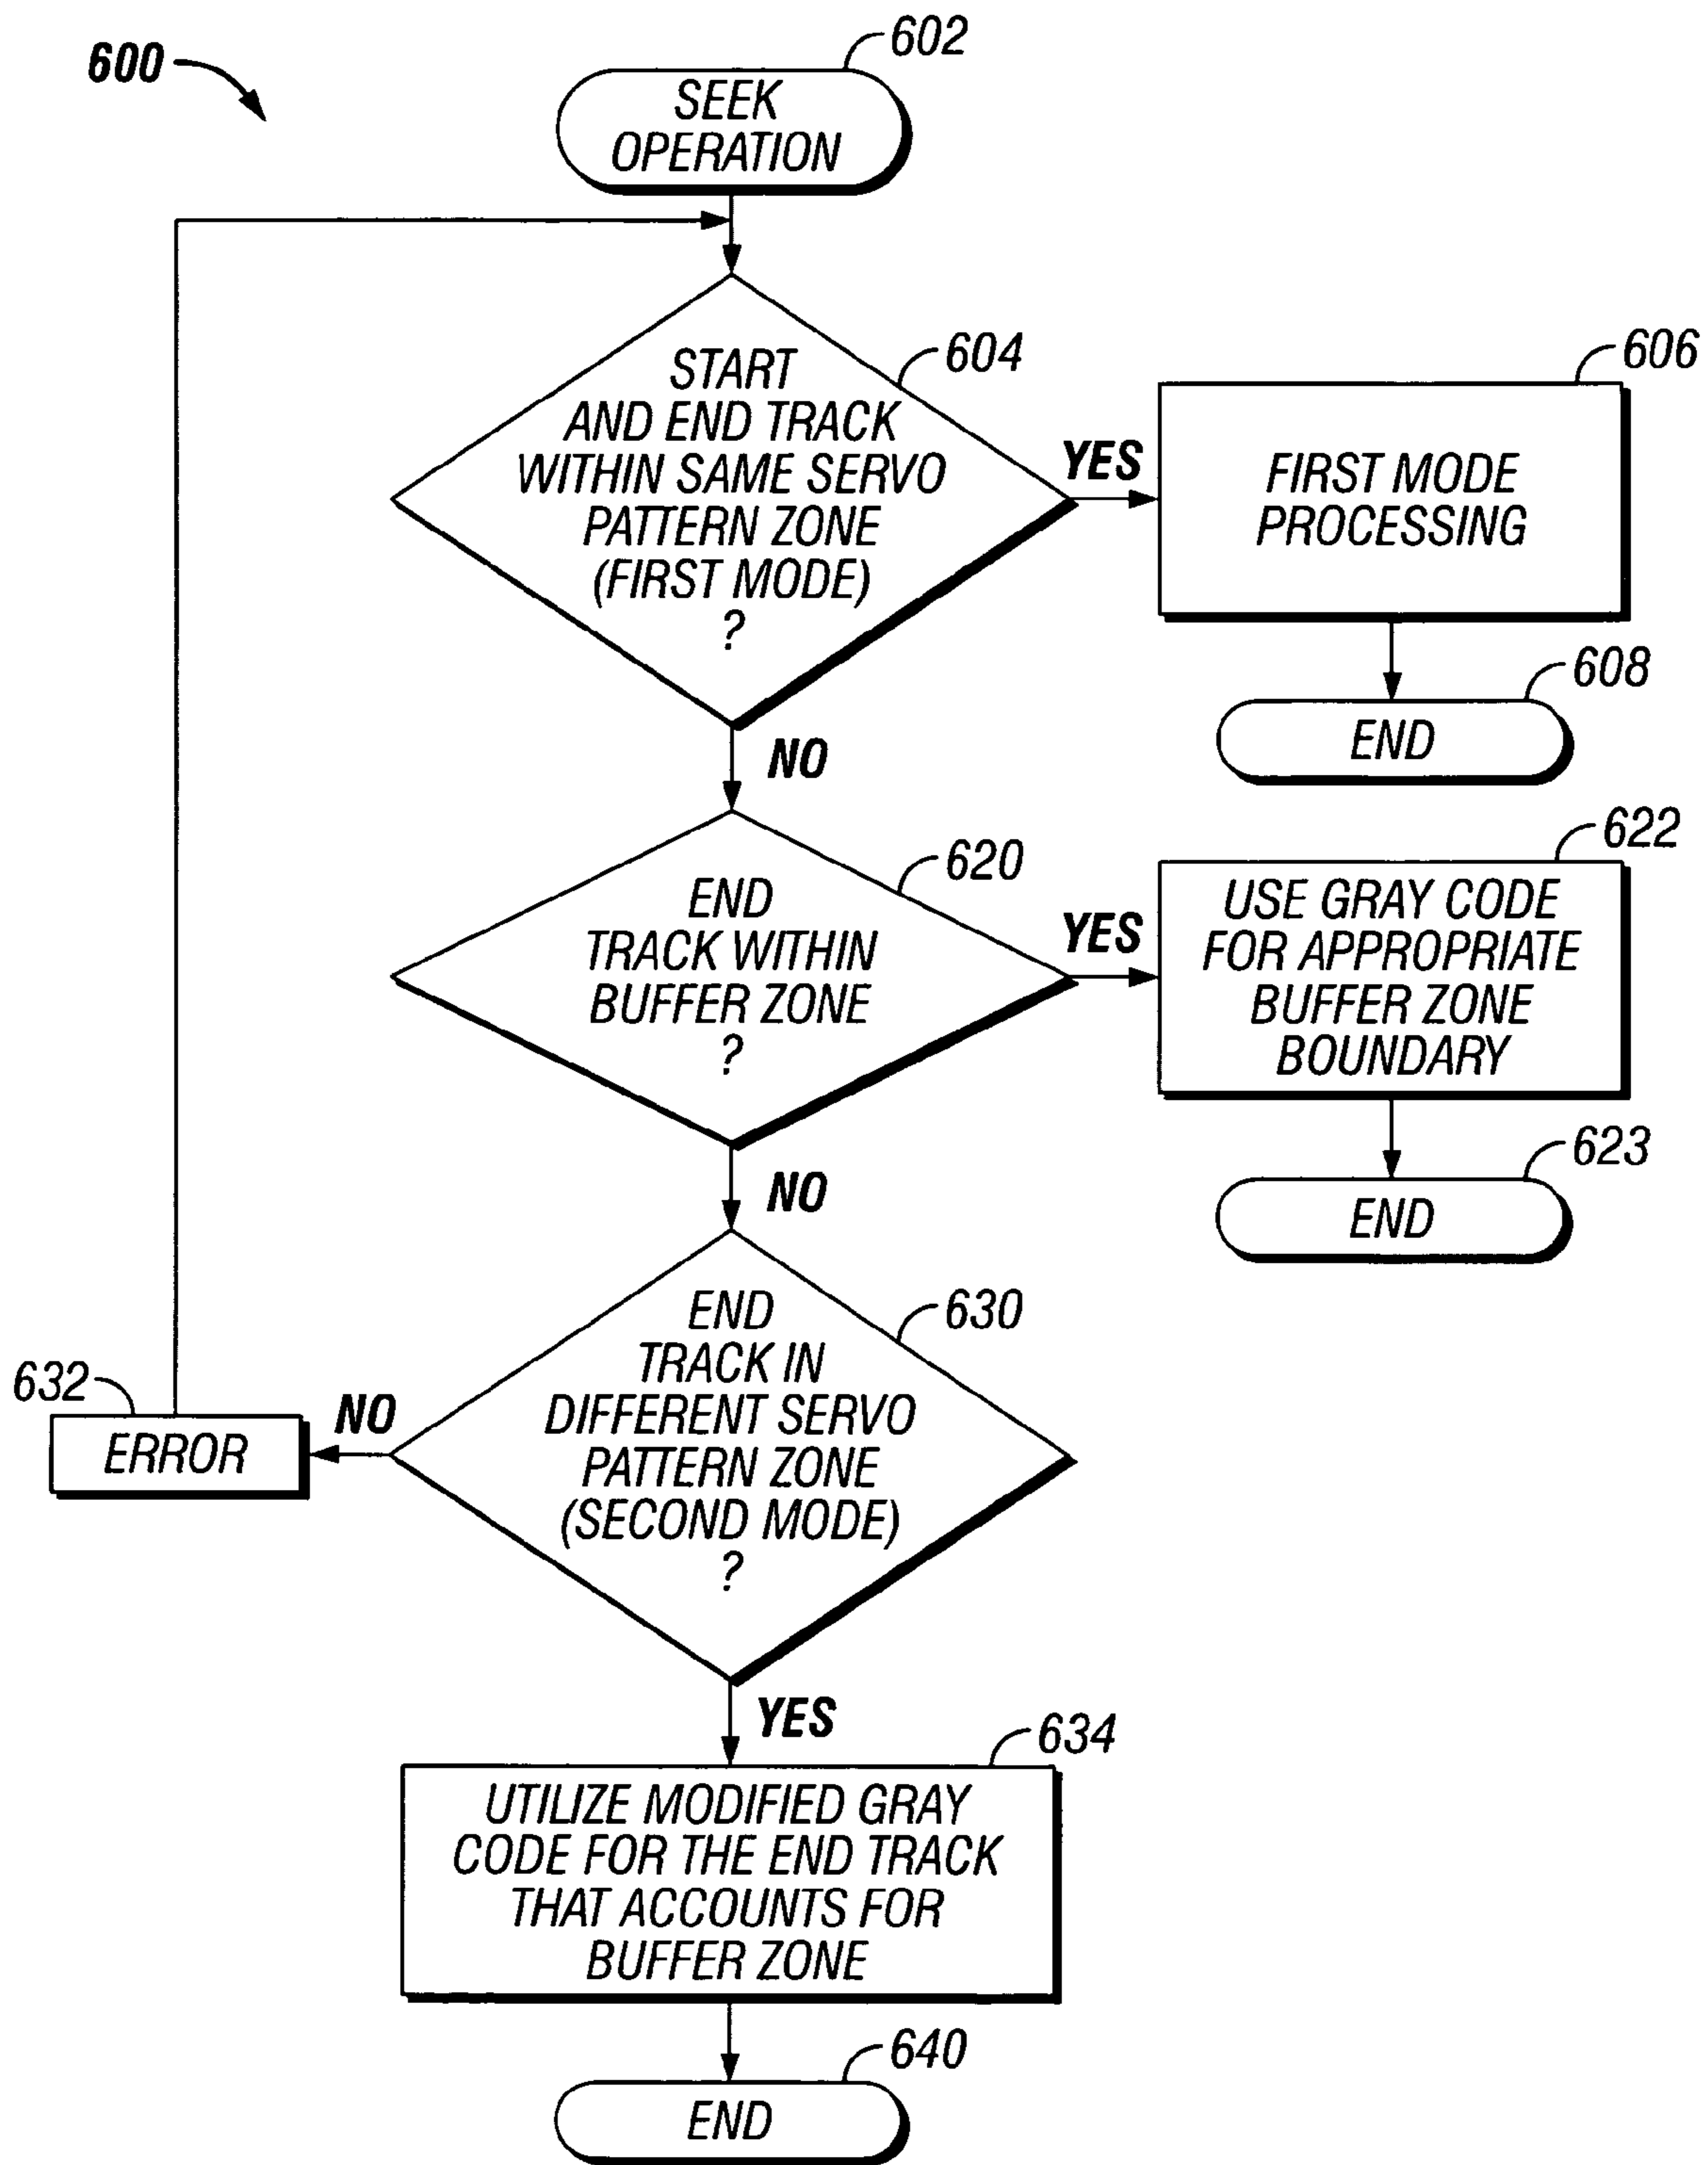 600
602
SEEK
OPERATION
604
START
AND END TRACK
WITHIN SAME SERVO
PATTERN ZONE
(FIRST MODE)
?
YES
606
FIRST MODE
PROCESSING
608
END
NO
620
END
TRACK WITHIN
BUFFER ZONE
?
YES
622
USE GRAY CODE
FOR APPROPRIATE
BUFFER ZONE
BOUNDARY
623
END
NO
630
END
TRACK IN
DIFFERENT SERVO
PATTERN ZONE
(SECOND MODE)
?
NO
632
ERROR
YES
634
UTILIZE MODIFIED GRAY
CODE FOR THE END TRACK
THAT ACCOUNTS FOR
BUFFER ZONE
640
END